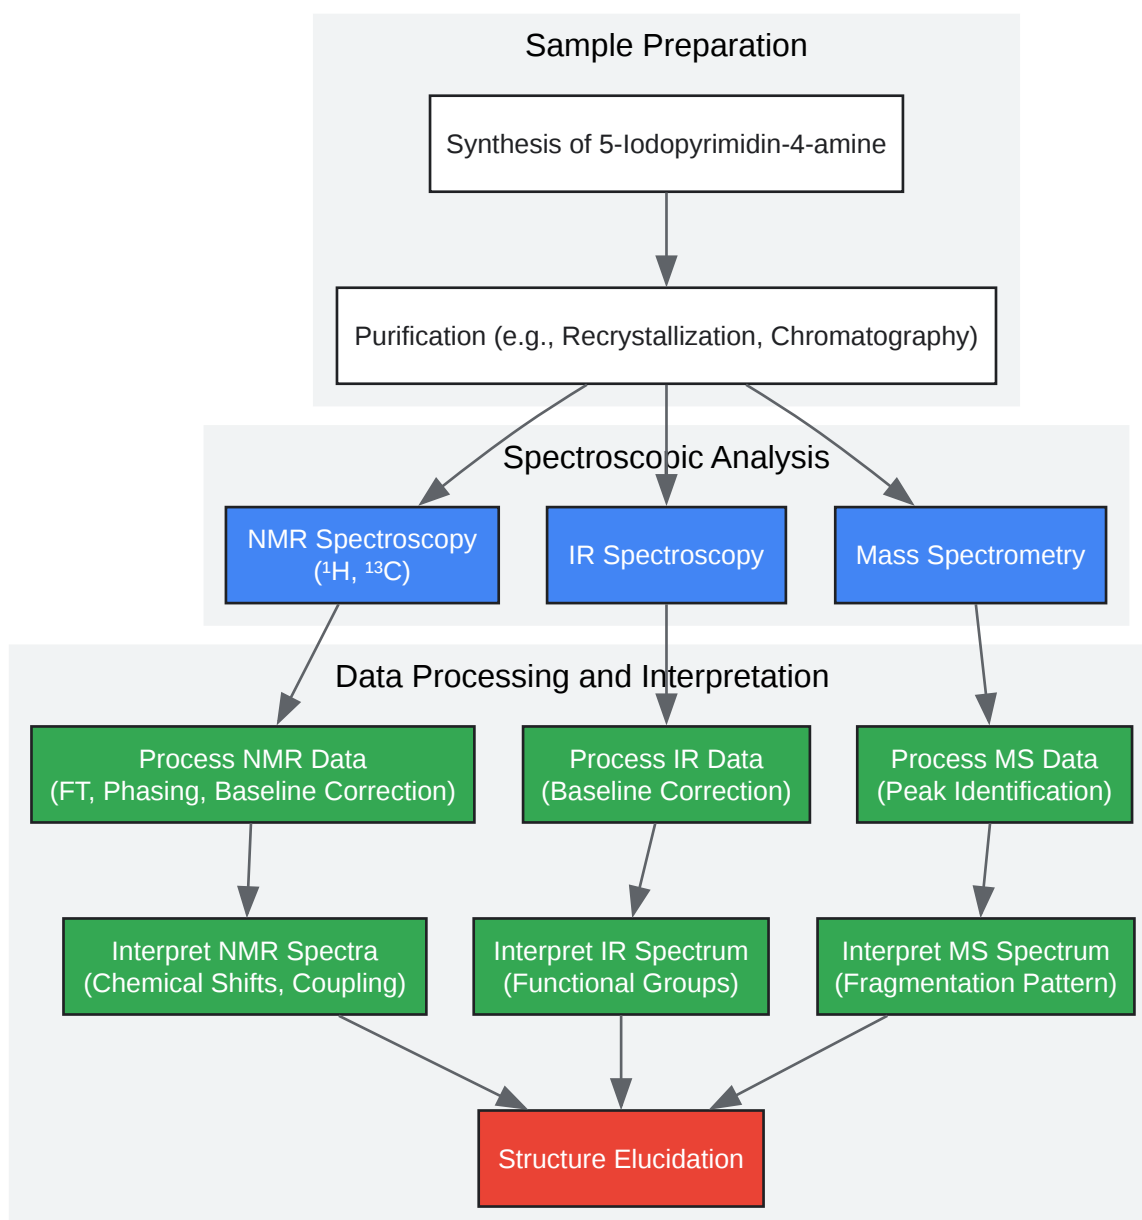 Sample Preparation
Synthesis of 5-Iodopyrimidin-4-amine
Purification (e.g., Recrystallization, Chromatography)
Spectroscopic Analysis
NMR Spectroscopy
(¹H, ¹³C)
IR Spectroscopy
Mass Spectrometry
Data Processing and Interpretation
Process NMR Data
(FT, Phasing, Baseline Correction)
Process IR Data
(Baseline Correction)
Process MS Data
(Peak Identification)
Interpret NMR Spectra
(Chemical Shifts, Coupling)
Interpret IR Spectrum
(Functional Groups)
Interpret MS Spectrum
(Fragmentation Pattern)
Structure Elucidation